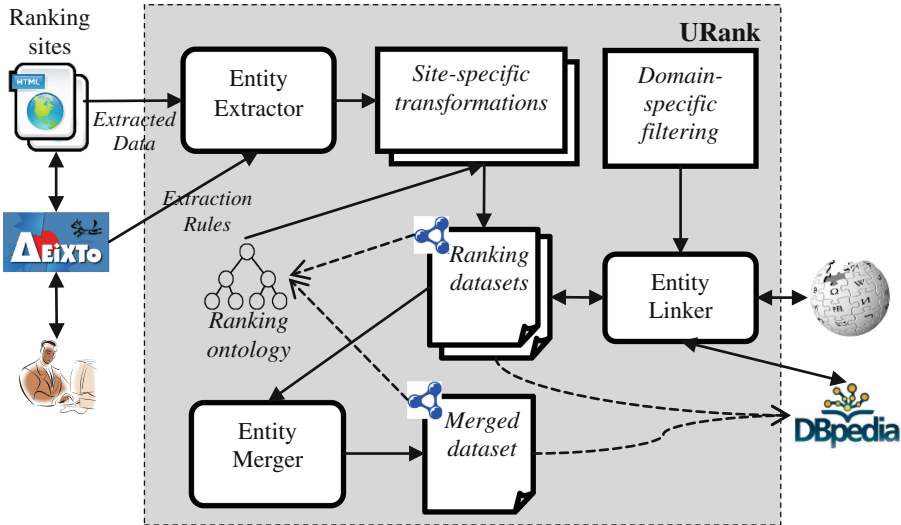 Ranking
sites
URank
HTML
Entity
Extractor
Site-specific
transformations
Domain-
specific
filtering
Extracted
Data
Extraction
Rules
ΔEiXTo
Ranking
datasets
Entity
Linker
Ranking
ontology
Entity
Merger
Merged
dataset
DBpedia